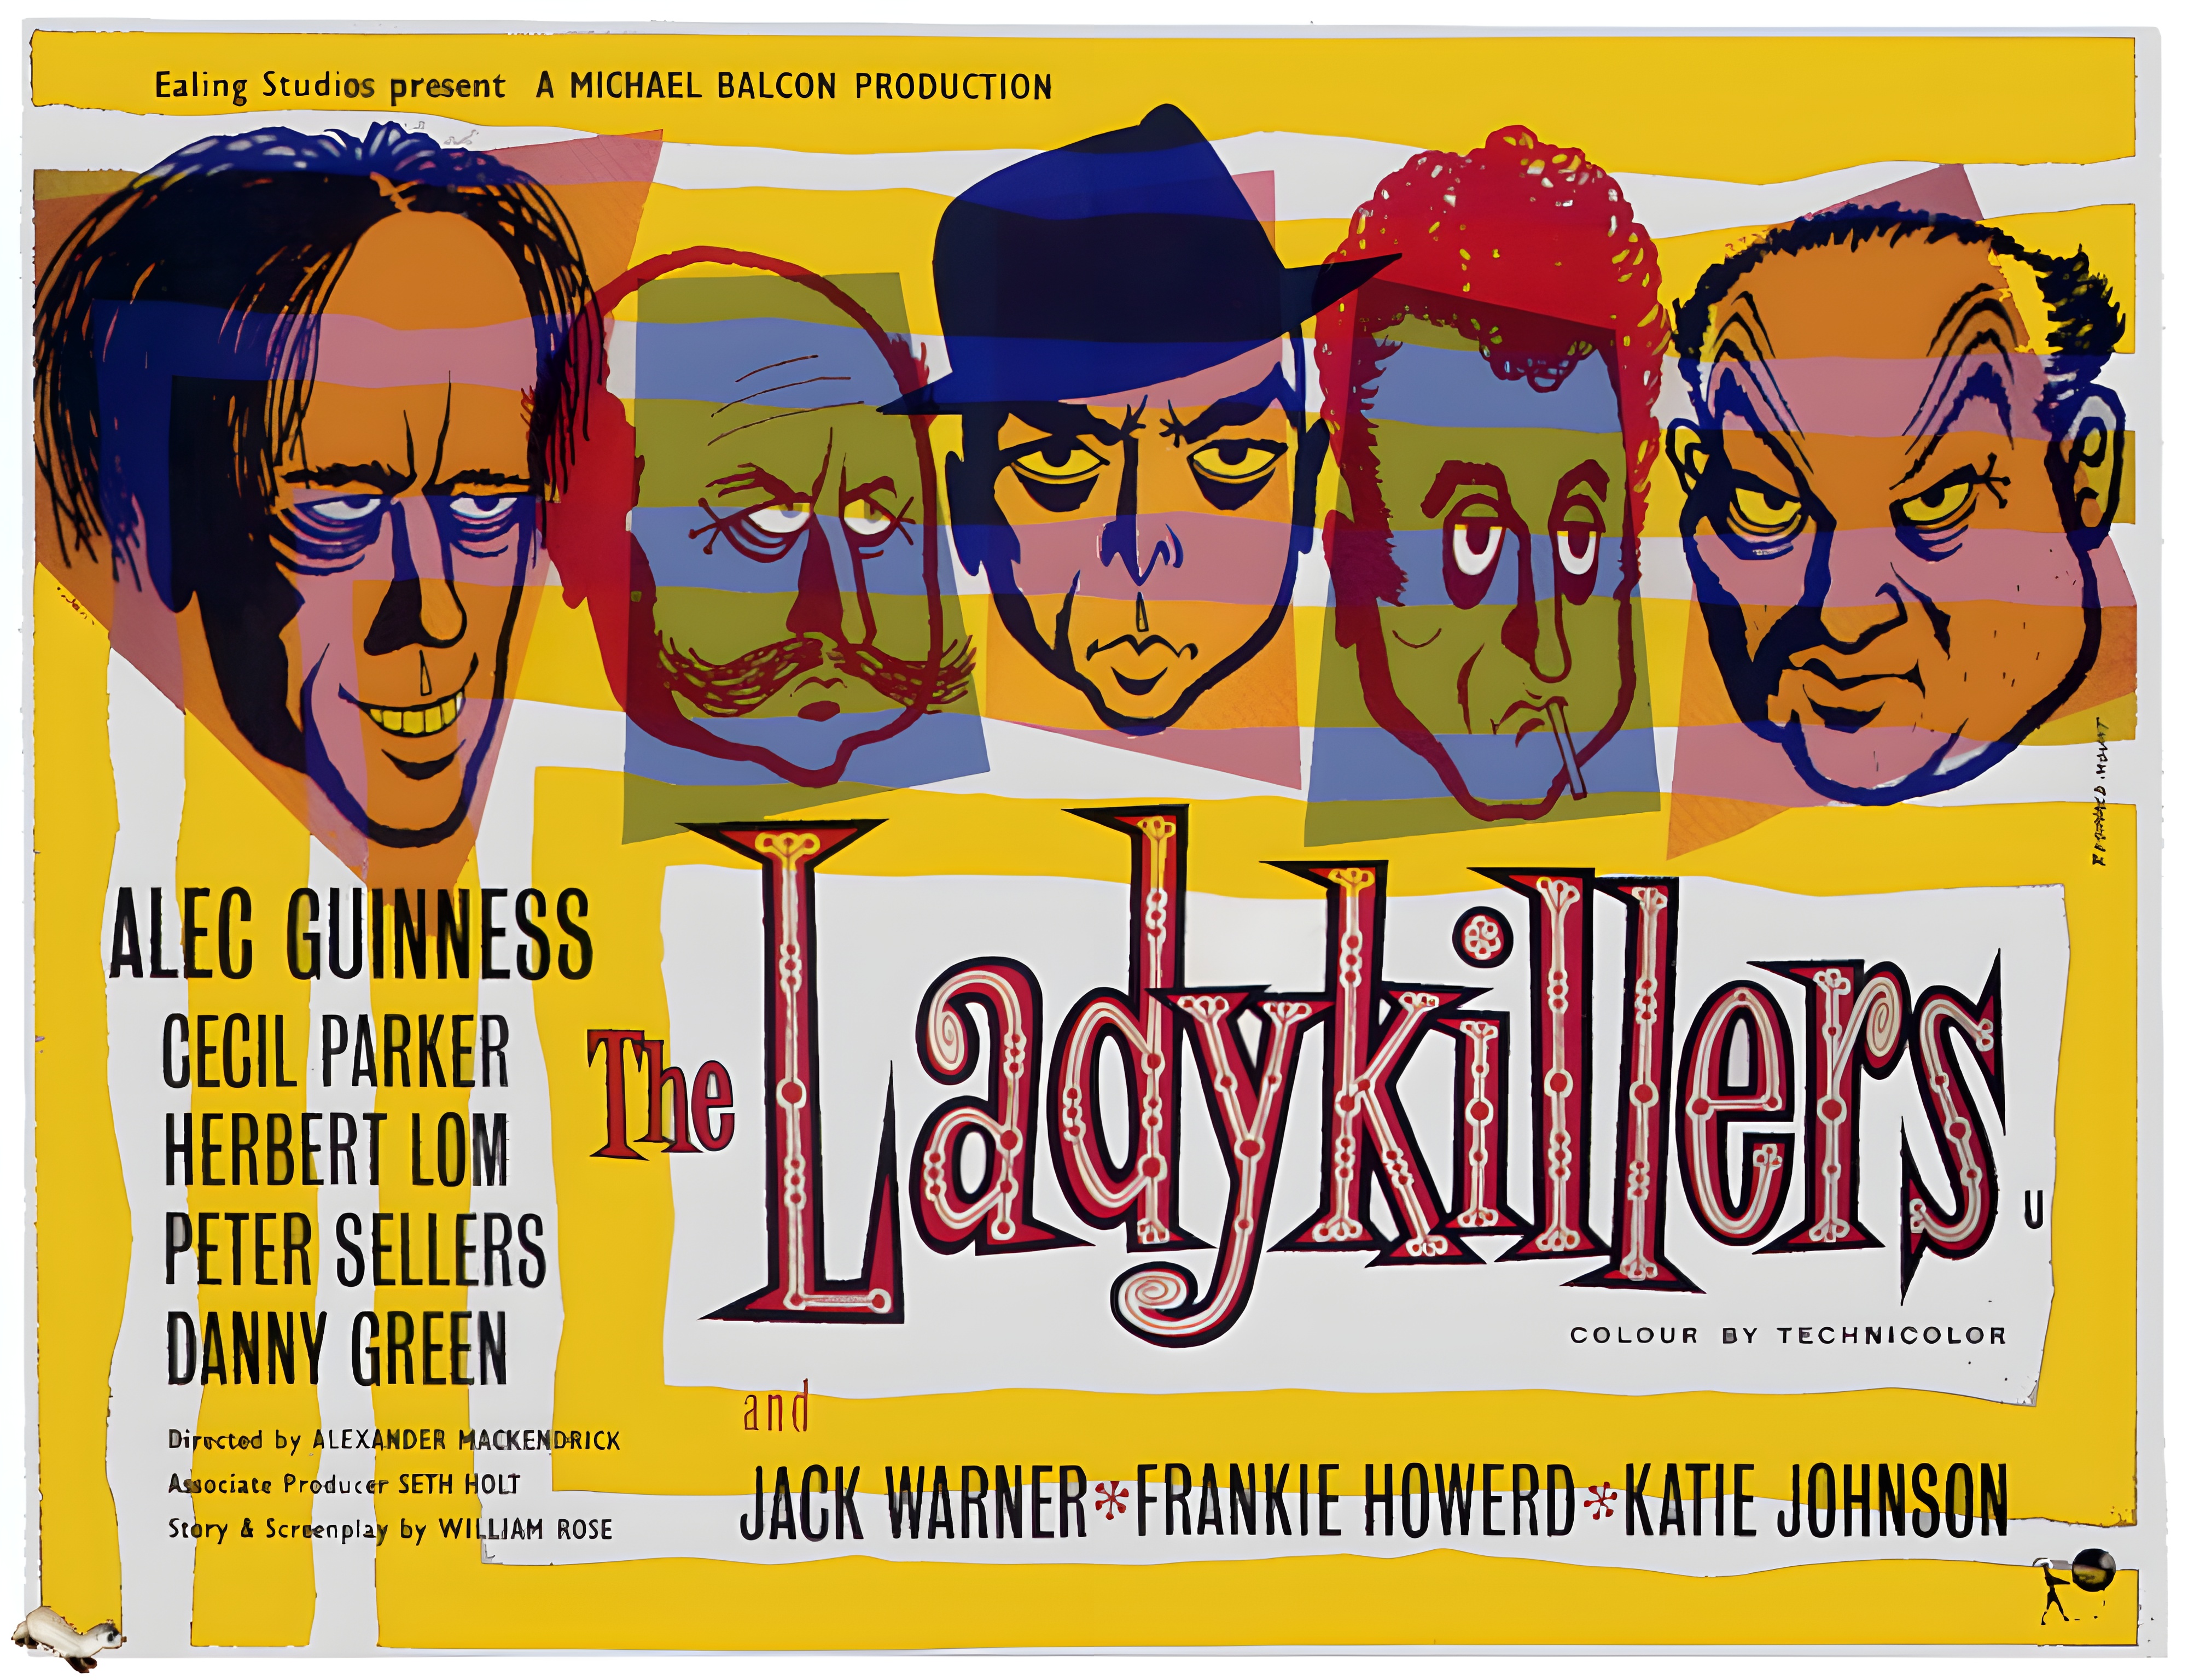 Ealing Studios present A MICHAEL BALCON PRODUCTION
ALEC GUINNESS
CECIL PARKER
HERBERT LOM
PETER SELLERS
DANNY GREEN
The Ladykillers
U
COLOUR BY TECHNICOLOR
Directed by ALEXANDER MACKENDRICK
Associate Producer SETH HOLT
Story & Screenplay by WILLIAM ROSE
and
JACK WARNER * FRANKIE HOWERD * KATIE JOHNSON